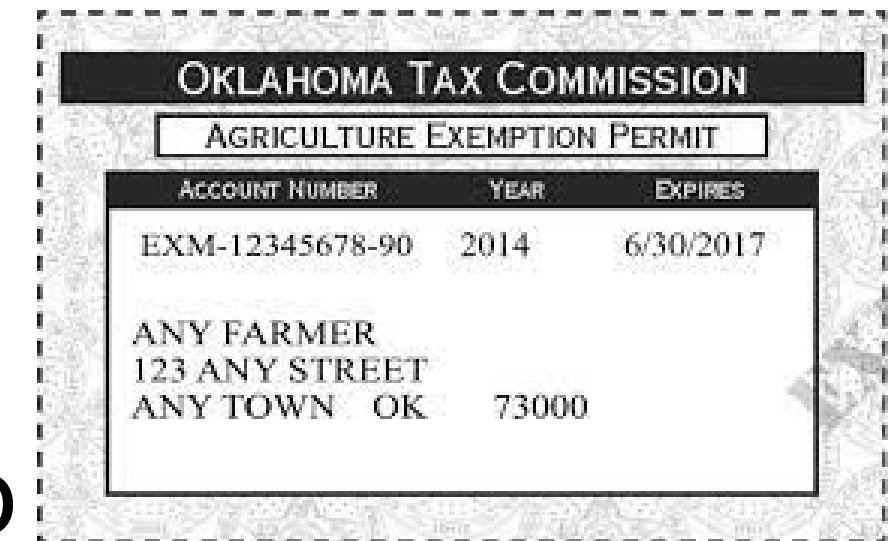 OKLAHOMA TAX COMMISSION
AGRICULTURE EXEMPTION PERMIT
ACCOUNT NUMBER YEAR EXPIRES
EXM-12345678-90 2014 6/30/2017
ANY FARMER
123 ANY STREET
ANY TOWN OK 73000